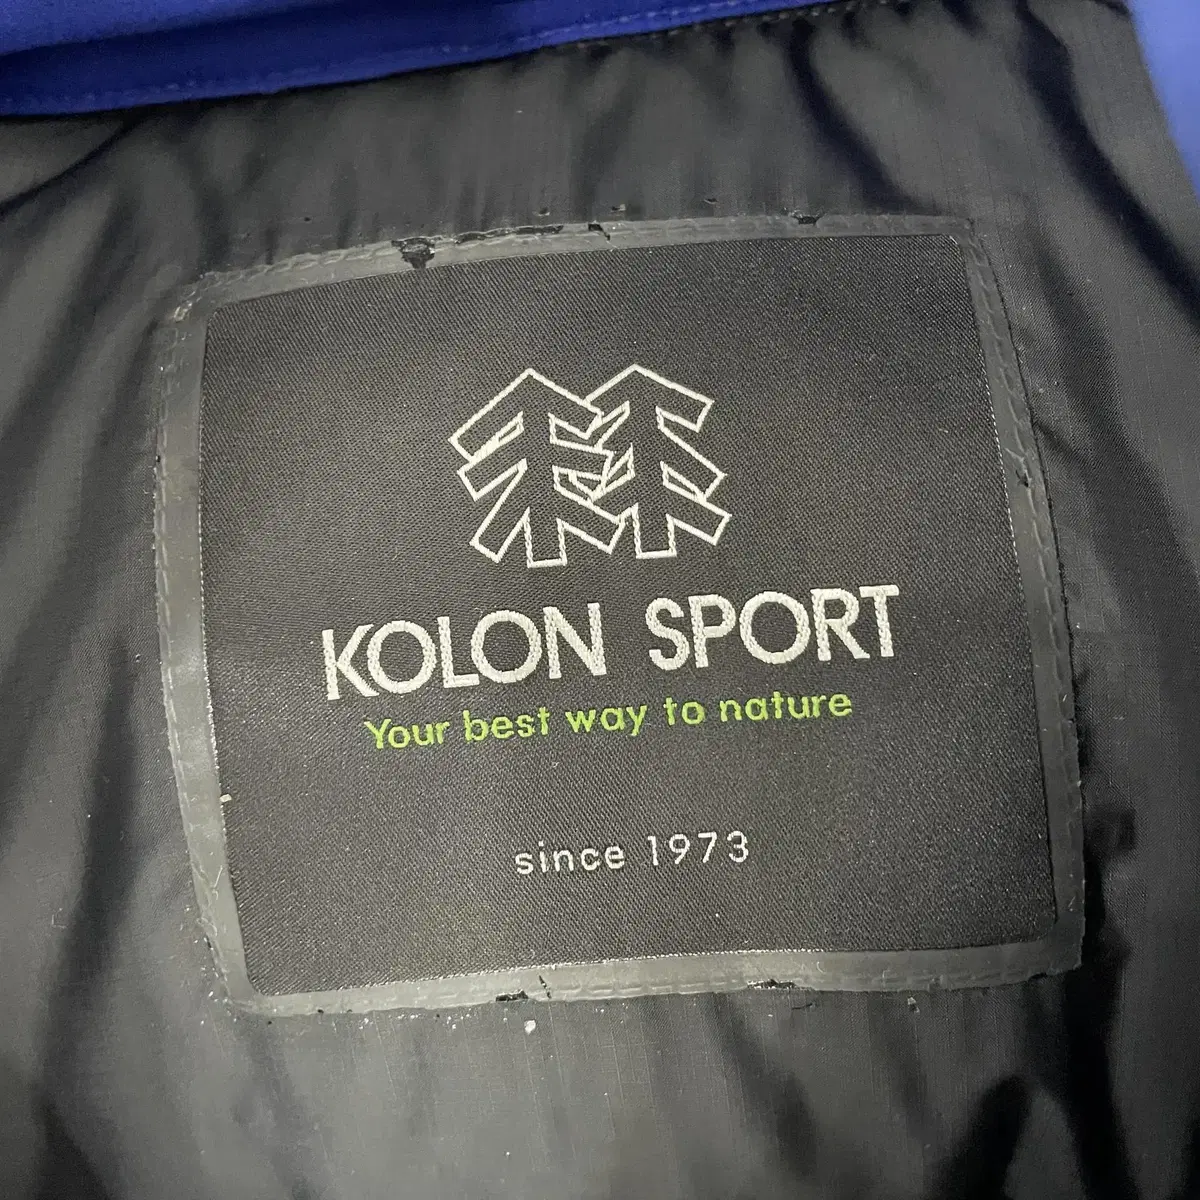 KOLON SPORT
Your best way to nature
since 1973